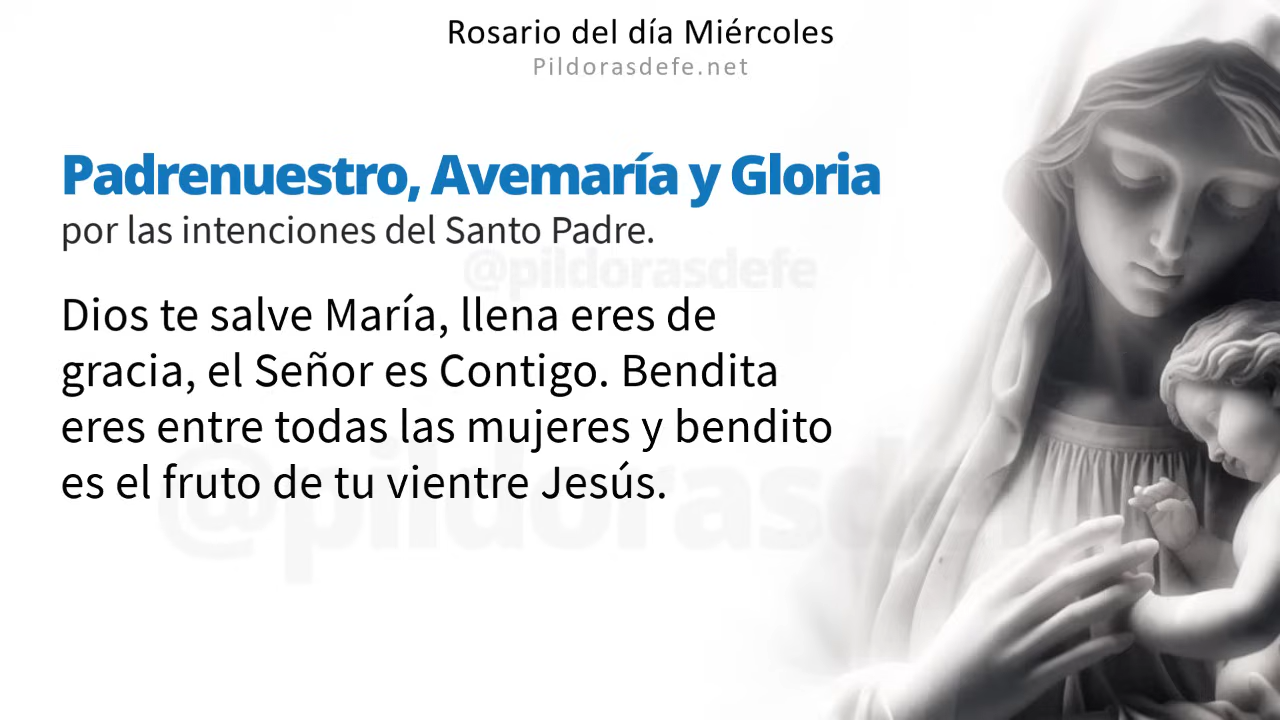 Rosario del día Miércoles
Pildorasdefe.net
Padrenuestro, Avemaría y Gloria
por las intenciones del Santo Padre.
@pildorasdefe
Dios te salve María, llena eres de
gracia, el Señor es Contigo. Bendita
eres entre todas las mujeres y bendito
es el fruto de tu vientre Jesús.
@pildorasdefe